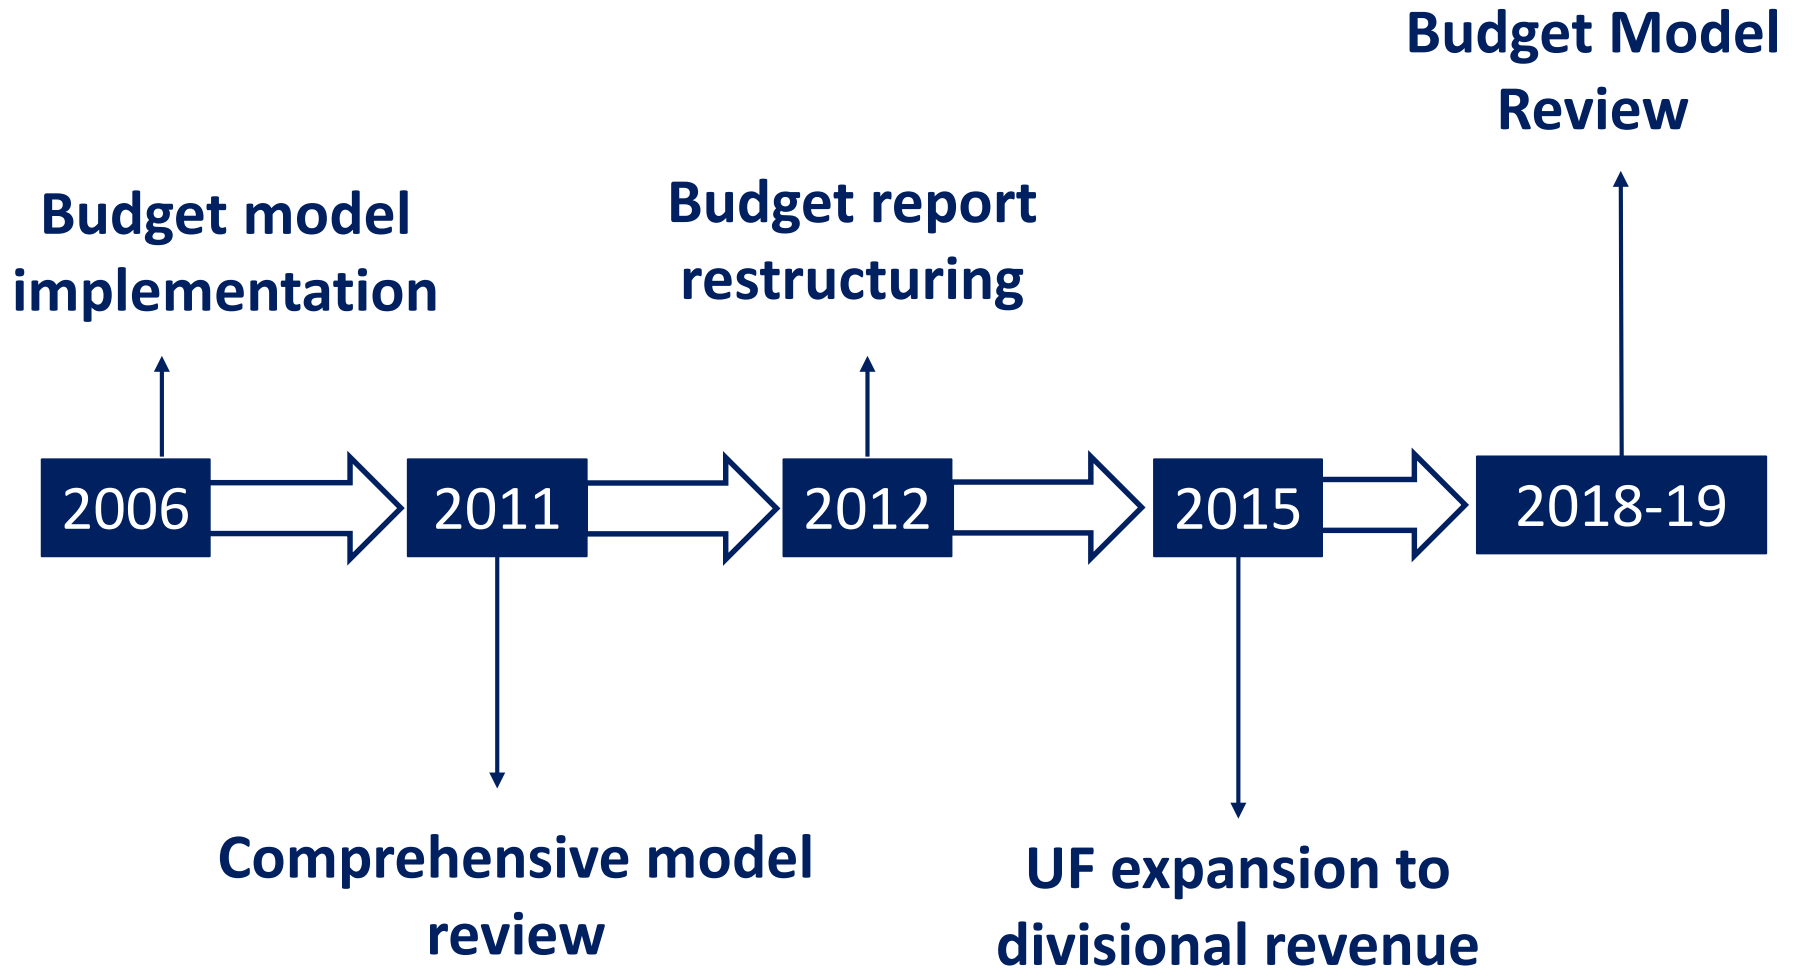 Budget Model
Review
Budget model
implementation
Budget report
restructuring
2006
2011
2012
2015
2018-19
Comprehensive model
review
UF expansion to
divisional revenue